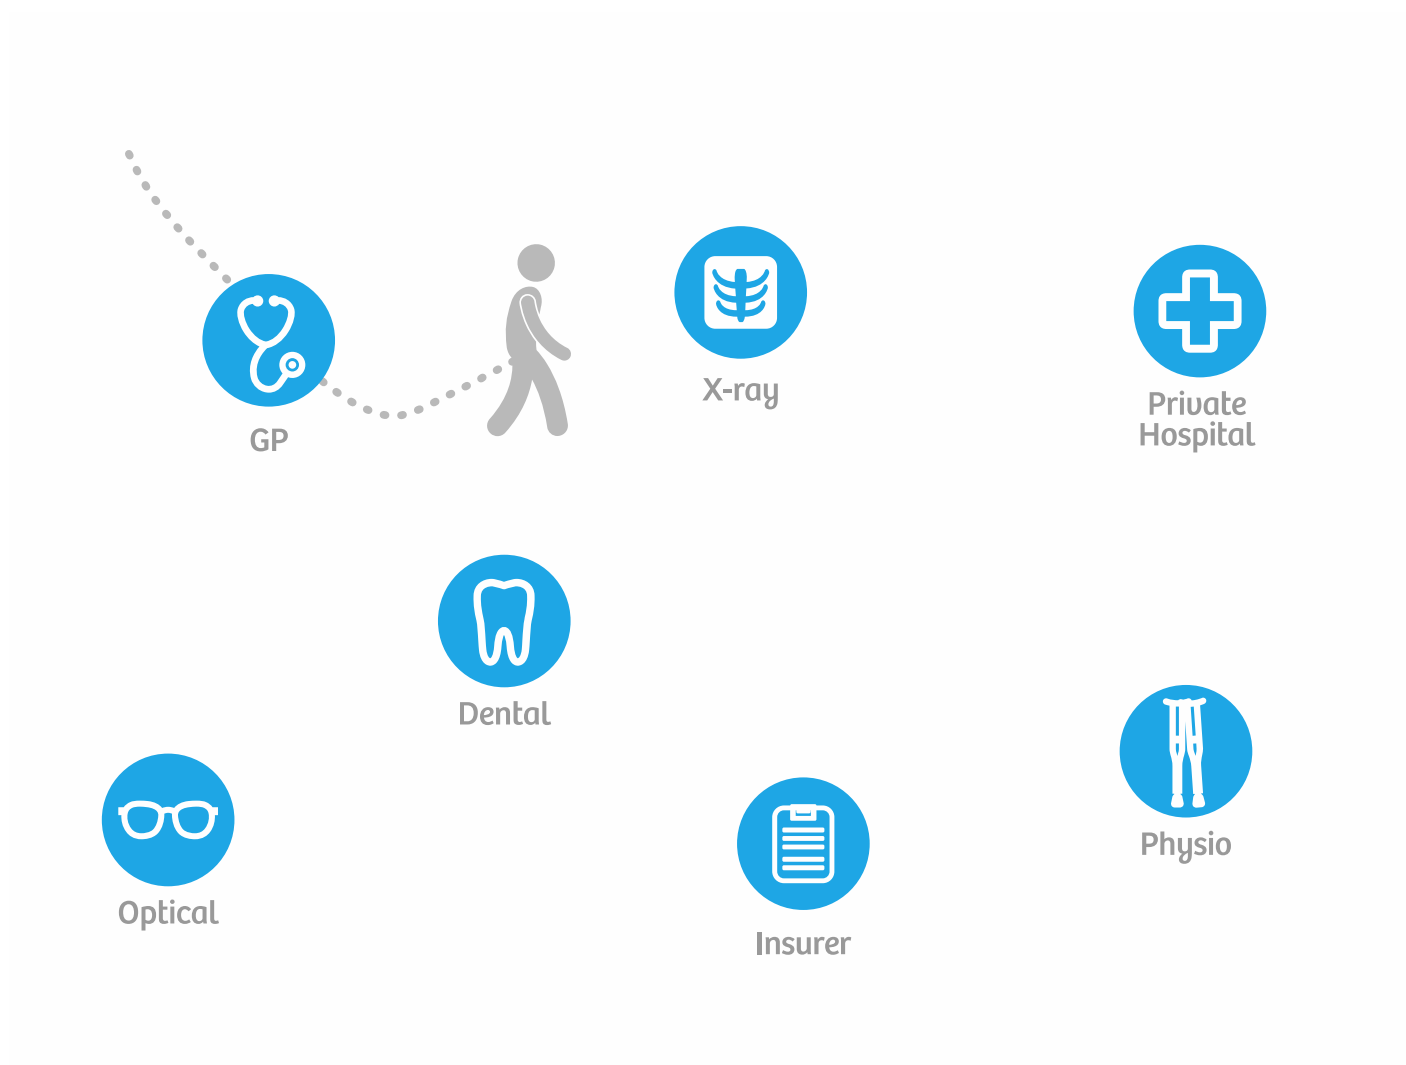 X-ray
Private
Hospital
GP
Dental
Physio
Optical
Insurer